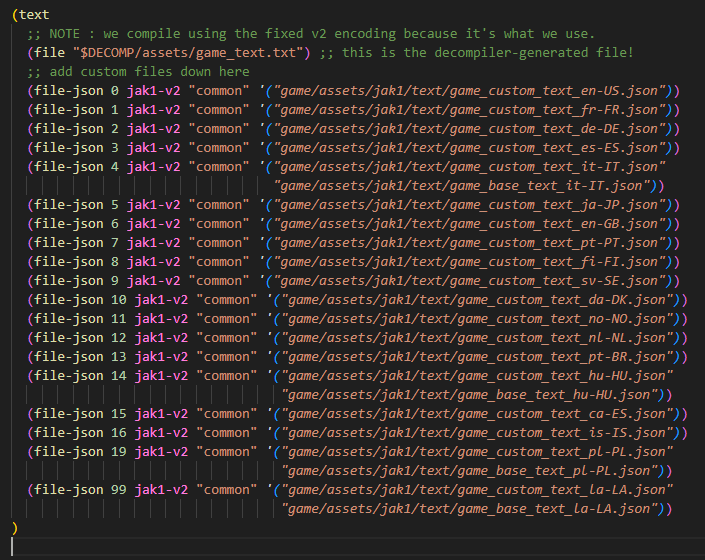 (text
;; NOTE : we compile using the fixed v2 encoding because it's what we use.
(file "$DECOMP/assets/game_text.txt") ;; this is the decompiler-generated file!
;; add custom files down here
(file-json 0 jak1-v2 "common" '("game/assets/jak1/text/game_custom_text_en-US.json"))
(file-json 1 jak1-v2 "common" '("game/assets/jak1/text/game_custom_text_fr-FR.json"))
(file-json 2 jak1-v2 "common" '("game/assets/jak1/text/game_custom_text_de-DE.json"))
(file-json 3 jak1-v2 "common" '("game/assets/jak1/text/game_custom_text_es-ES.json"))
(file-json 4 jak1-v2 "common" '("game/assets/jak1/text/game_custom_text_it-IT.json"
"game/assets/jak1/text/game_base_text_it-IT.json"))
(file-json 5 jak1-v2 "common" '("game/assets/jak1/text/game_custom_text_ja-JP.json"))
(file-json 6 jak1-v2 "common" '("game/assets/jak1/text/game_custom_text_en-GB.json"))
(file-json 7 jak1-v2 "common" '("game/assets/jak1/text/game_custom_text_pt-PT.json"))
(file-json 8 jak1-v2 "common" '("game/assets/jak1/text/game_custom_text_fi-FI.json"))
(file-json 9 jak1-v2 "common" '("game/assets/jak1/text/game_custom_text_sv-SE.json"))
(file-json 10 jak1-v2 "common" '("game/assets/jak1/text/game_custom_text_da-DK.json"))
(file-json 11 jak1-v2 "common" '("game/assets/jak1/text/game_custom_text_no-NO.json"))
(file-json 12 jak1-v2 "common" '("game/assets/jak1/text/game_custom_text_nl-NL.json"))
(file-json 13 jak1-v2 "common" '("game/assets/jak1/text/game_custom_text_pt-BR.json"))
(file-json 14 jak1-v2 "common" '("game/assets/jak1/text/game_custom_text_hu-HU.json"
"game/assets/jak1/text/game_base_text_hu-HU.json"))
(file-json 15 jak1-v2 "common" '("game/assets/jak1/text/game_custom_text_ca-ES.json"))
(file-json 16 jak1-v2 "common" '("game/assets/jak1/text/game_custom_text_is-IS.json"))
(file-json 19 jak1-v2 "common" '("game/assets/jak1/text/game_custom_text_pl-PL.json"
"game/assets/jak1/text/game_base_text_pl-PL.json"))
(file-json 99 jak1-v2 "common" '("game/assets/jak1/text/game_custom_text_la-LA.json"
"game/assets/jak1/text/game_base_text_la-LA.json"))
)